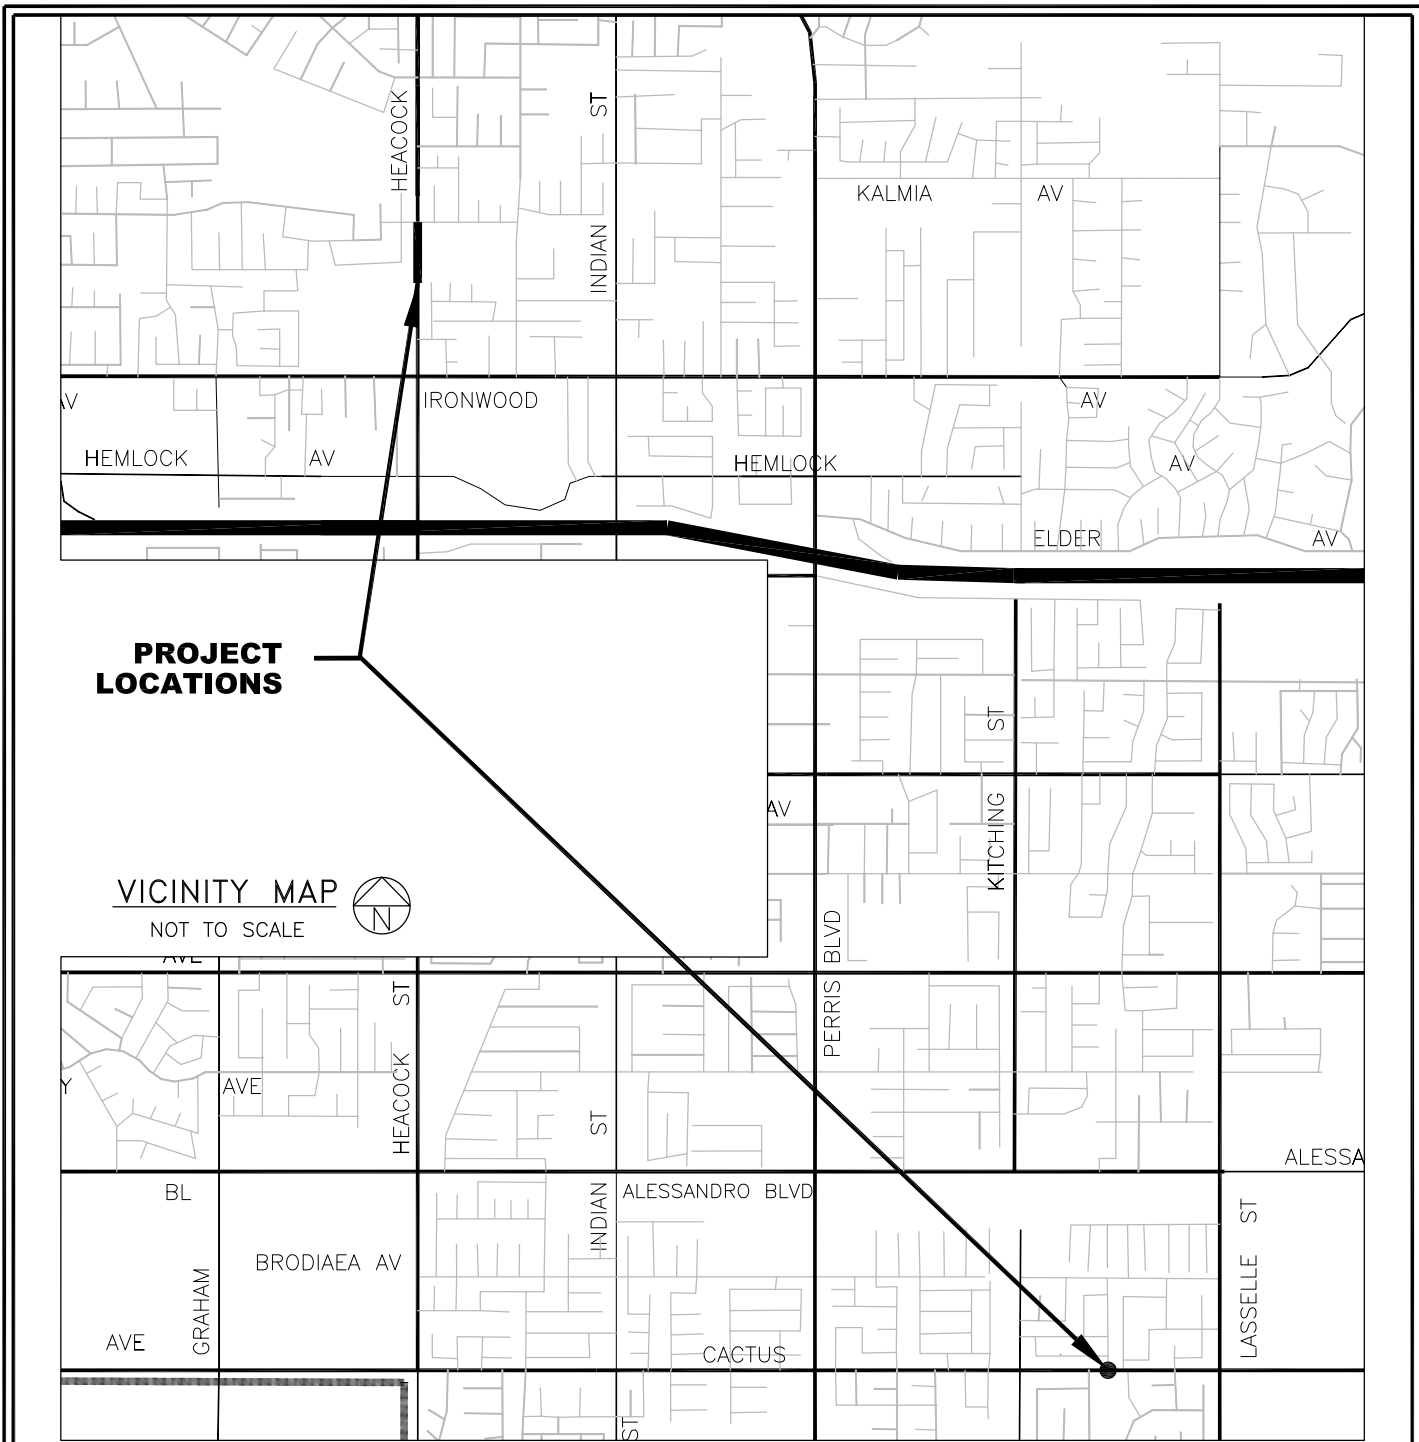 HEACOCK
ST
INDIAN
KALMIA AV
AV
IRONWOOD AV
HEMLOCK AV
HEMLOCK AV
ELDER AV
PROJECT
LOCATIONS
ST
KITCHING
AV
VICINITY MAP
N
NOT TO SCALE
AVE
PERRIS BLVD
HEACOCK ST
AVE
Y
ST
INDIAN
ALESSA
BL
ALESSANDRO BLVD
BRODIAEA AV
GRAHAM
LASSELLE ST
AVE
CACTUS
ST